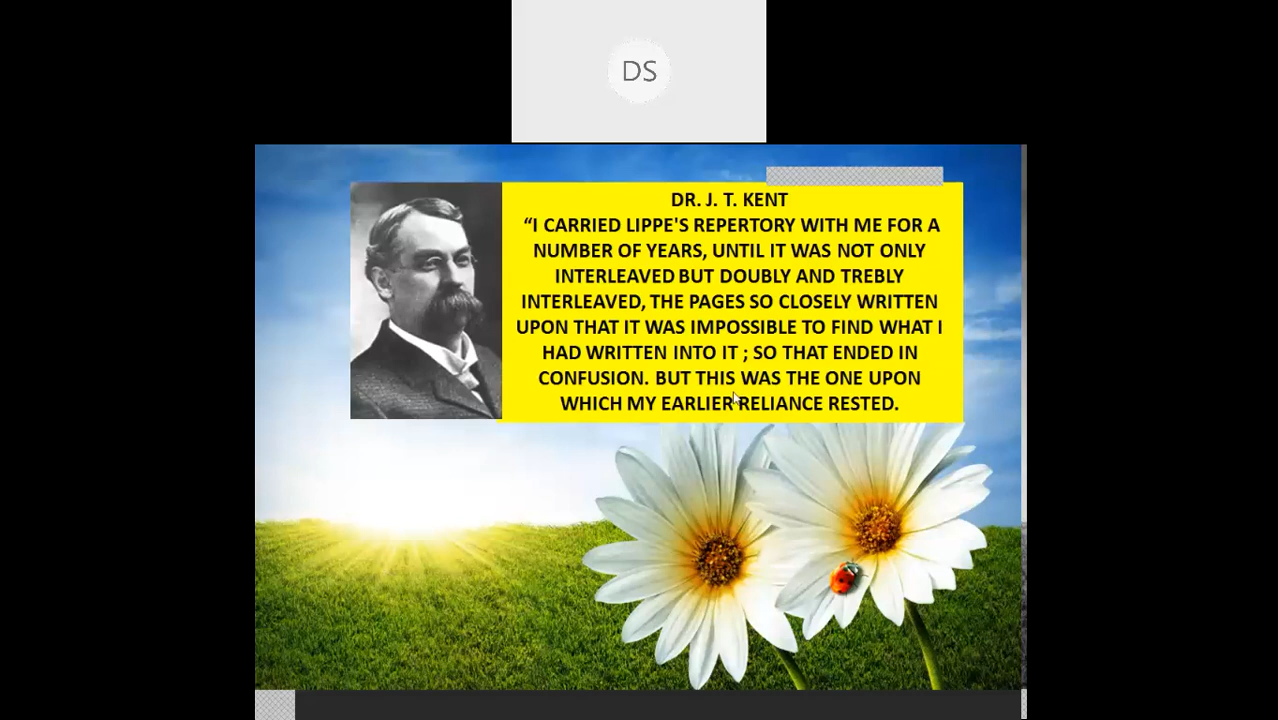 DS
DR. J. T. KENT
“I CARRIED LIPPE'S REPERTORY WITH ME FOR A
NUMBER OF YEARS, UNTIL IT WAS NOT ONLY
INTERLEAVED BUT DOUBLY AND TREBLY
INTERLEAVED, THE PAGES SO CLOSELY WRITTEN
UPON THAT IT WAS IMPOSSIBLE TO FIND WHAT I
HAD WRITTEN INTO IT ; SO THAT ENDED IN
CONFUSION. BUT THIS WAS THE ONE UPON
WHICH MY EARLIER RELIANCE RESTED.